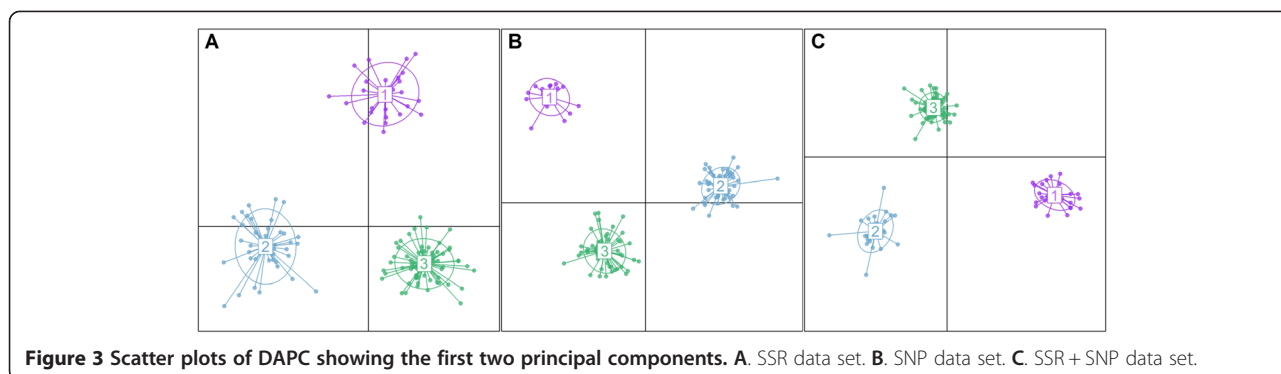 A
B
C
1
1
3
2
1
2
3
3
2
Figure 3 Scatter plots of DAPC showing the first two principal components. A. SSR data set. B. SNP data set. C. SSR + SNP data set.